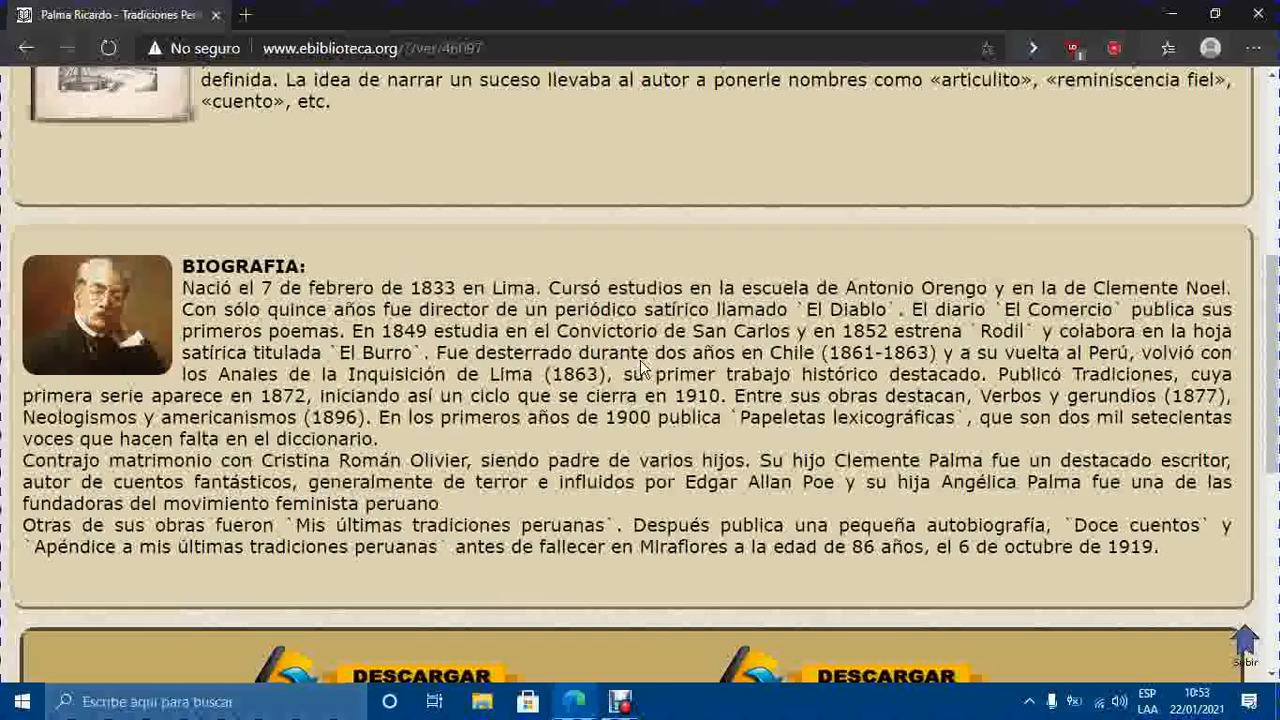 Palma Ricardo - Tradiciones Per
No seguro
www.ebiblioteca.org/?/ver/46097
definida. La idea de narrar un suceso llevaba al autor a ponerle nombres como «articulito», «reminiscencia fiel»,
«cuento», etc.
BIOGRAFIA:
Nació el 7 de febrero de 1833 en Lima. Cursó estudios en la escuela de Antonio Orengo y en la de Clemente Noel.
Con sólo quince años fue director de un periódico satírico llamado `El Diablo`. El diario `El Comercio` publica sus
primeros poemas. En 1849 estudia en el Convictorio de San Carlos y en 1852 estrena `Rodil` y colabora en la hoja
satírica titulada `El Burro`. Fue desterrado durante dos años en Chile (1861-1863) y a su vuelta al Perú, volvió con
los Anales de la Inquisición de Lima (1863), su primer trabajo histórico destacado. Publicó Tradiciones, cuya
primera serie aparece en 1872, iniciando así un ciclo que se cierra en 1910. Entre sus obras destacan, Verbos y gerundios (1877),
Neologismos y americanismos (1896). En los primeros años de 1900 publica `Papeletas lexicográficas`, que son dos mil setecientas
voces que hacen falta en el diccionario.
Contrajo matrimonio con Cristina Román Olivier, siendo padre de varios hijos. Su hijo Clemente Palma fue un destacado escritor,
autor de cuentos fantásticos, generalmente de terror e influidos por Edgar Allan Poe y su hija Angélica Palma fue una de las
fundadoras del movimiento feminista peruano
Otras de sus obras fueron `Mis últimas tradiciones peruanas`. Después publica una pequeña autobiografía, `Doce cuentos` y
`Apéndice a mis últimas tradiciones peruanas` antes de fallecer en Miraflores a la edad de 86 años, el 6 de octubre de 1919.
Subir
DESCARGAR
DESCARGAR
Escribe aquí para buscar
ESP
LAA
10:53
22/01/2021